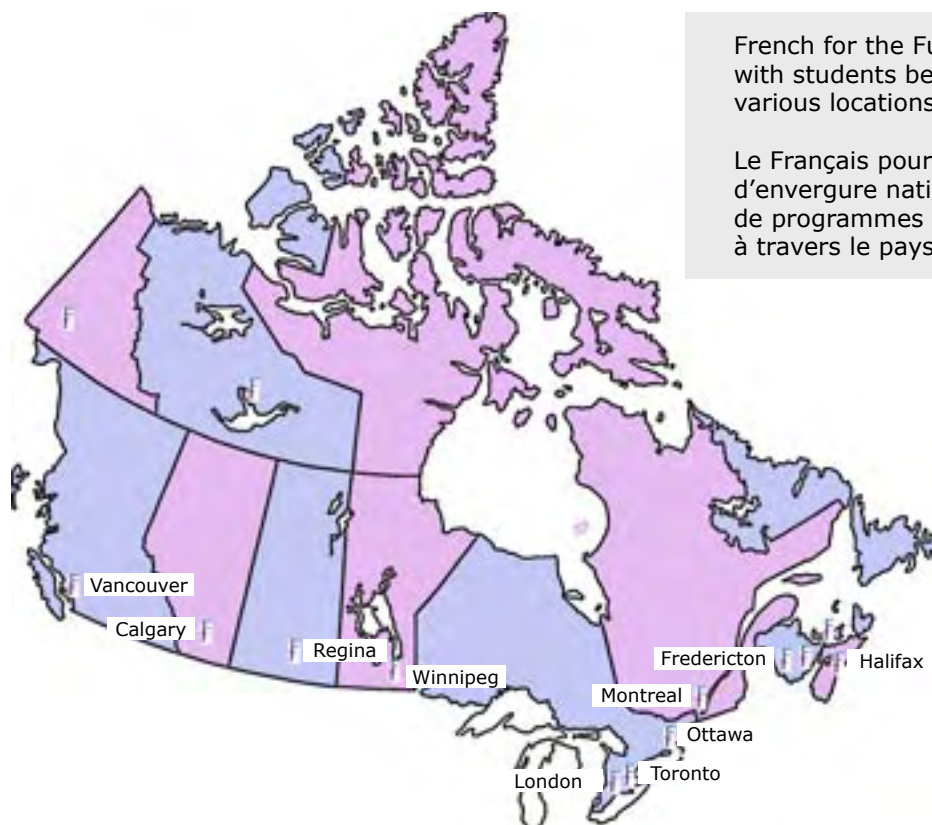 French for the Fu
with students be
various locations
Le Français pour
d'envergure nati
de programmes
à travers le pays
F
F
F Vancouver
Calgary F
F Regina
F Winnipeg
F
Fredericton F F
F Halifax
Montreal F
F Ottawa
London F F Toronto